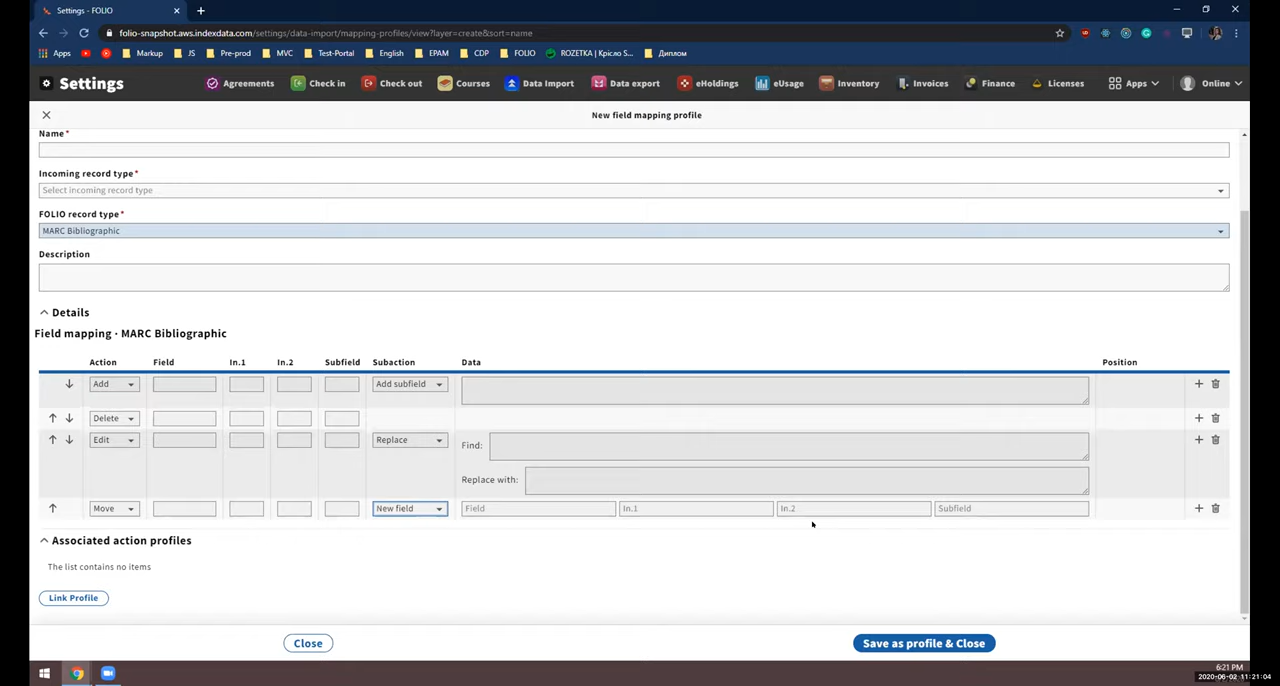 Settings - FOLIO
folio-snapshot.aws.indexdata.com/settings/data-import/mapping-profiles/view?layer=create&sort=name
Apps Markup JS Pre-prod MVC Test-Portal English EPAM CDP FOLIO ROZETKA | Крісло S... Диплом
Settings Agreements Check in Check out Courses Data Import Data export eHoldings eUsage Inventory Invoices Finance Licenses Apps Online
New field mapping profile
Name*
Incoming record type*
Select incoming record type
FOLIO record type*
MARC Bibliographic
Description
Details
Field mapping · MARC Bibliographic
Action Field In.1 In.2 Subfield Subaction Data Position
Add Add subfield
Delete
Edit Replace Find:
Replace with:
Move New field Field In.1 In.2 Subfield
Associated action profiles
The list contains no items
Link Profile
Close Save as profile & Close
6:21 PM
2020-06-02 11:21:04